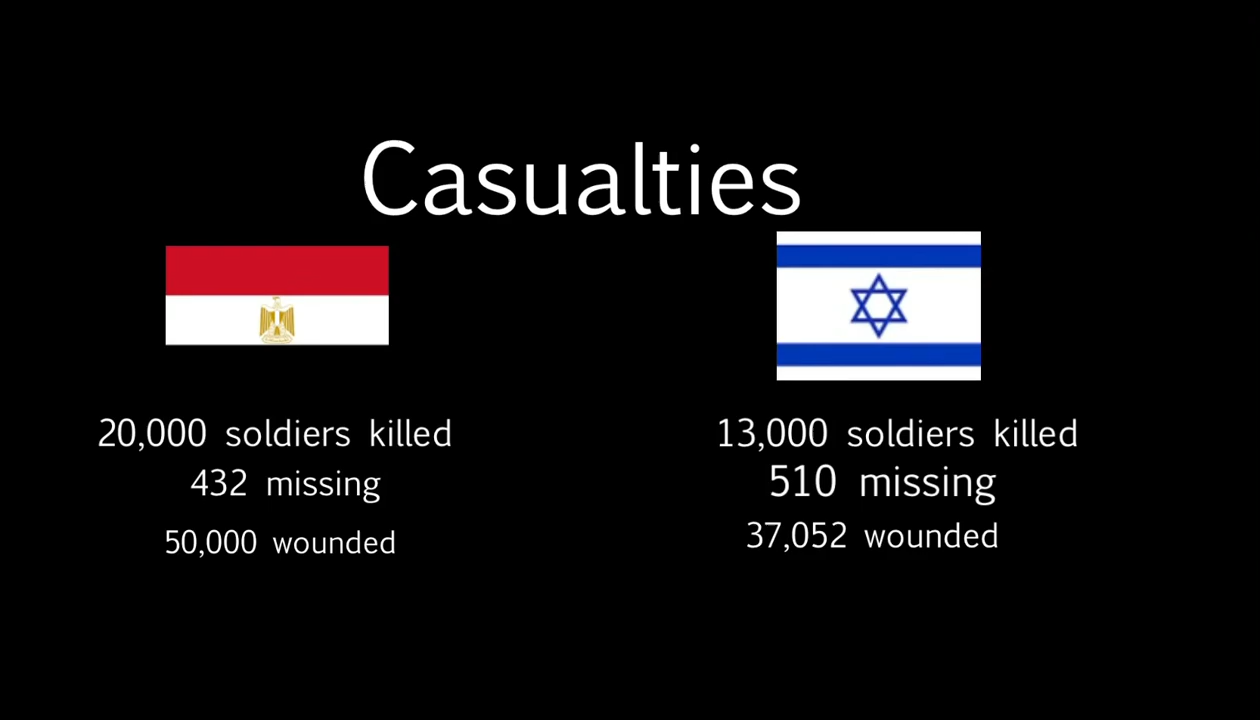 Casualties
20,000 soldiers killed
432 missing
50,000 wounded
13,000 soldiers killed
510 missing
37,052 wounded